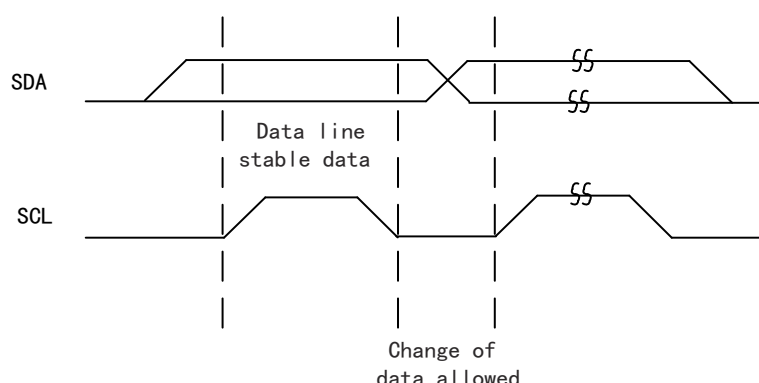 SDA
Data line
stable data
SCL
Change of
data allowed